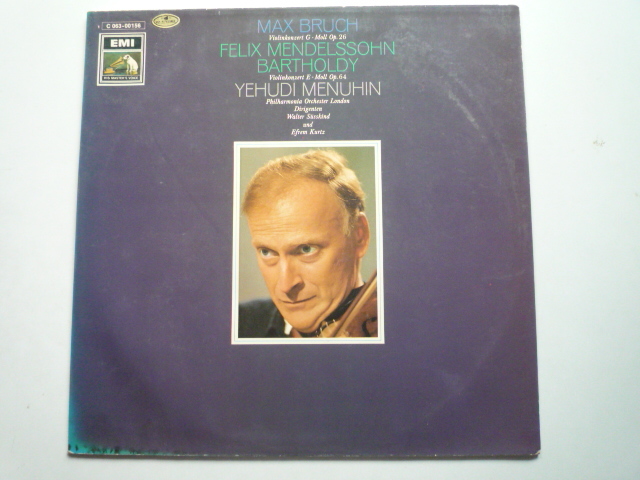 C 063-00156
EMI
HIS MASTER'S VOICE
MAX BRUCH
Violinkonzert G-Moll Op. 26
FELIX MENDELSSOHN
BARTHOLDY
Violinkonzert E-Moll Op. 64
YEHUDI MENUHIN
Philharmonia Orchester London
Dirigenten
Walter Süsskind
und
Efrem Kurtz